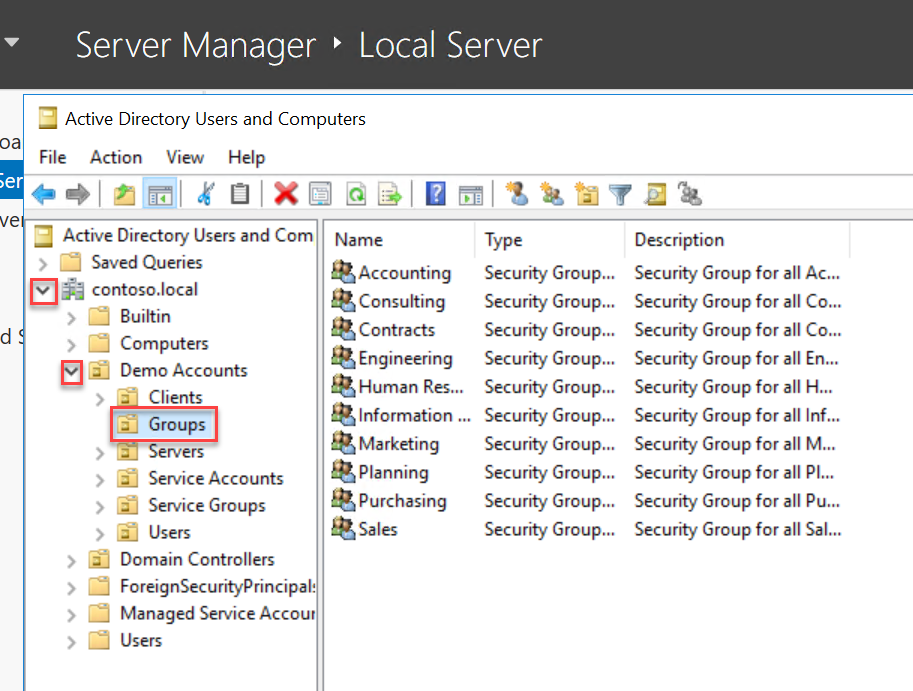 Server Manager ▸ Local Server
Active Directory Users and Computers
File Action View Help
Active Directory Users and Com
Saved Queries
contoso.local
Builtin
Computers
Demo Accounts
Clients
Groups
Servers
Service Accounts
Service Groups
Users
Domain Controllers
ForeignSecurityPrincipals
Managed Service Accour
Users
Name Type Description
Accounting Security Group... Security Group for all Ac...
Consulting Security Group... Security Group for all Co...
Contracts Security Group... Security Group for all Co...
Engineering Security Group... Security Group for all En...
Human Res... Security Group... Security Group for all H...
Information ... Security Group... Security Group for all Inf...
Marketing Security Group... Security Group for all M...
Planning Security Group... Security Group for all Pl...
Purchasing Security Group... Security Group for all Pu...
Sales Security Group... Security Group for all Sal...